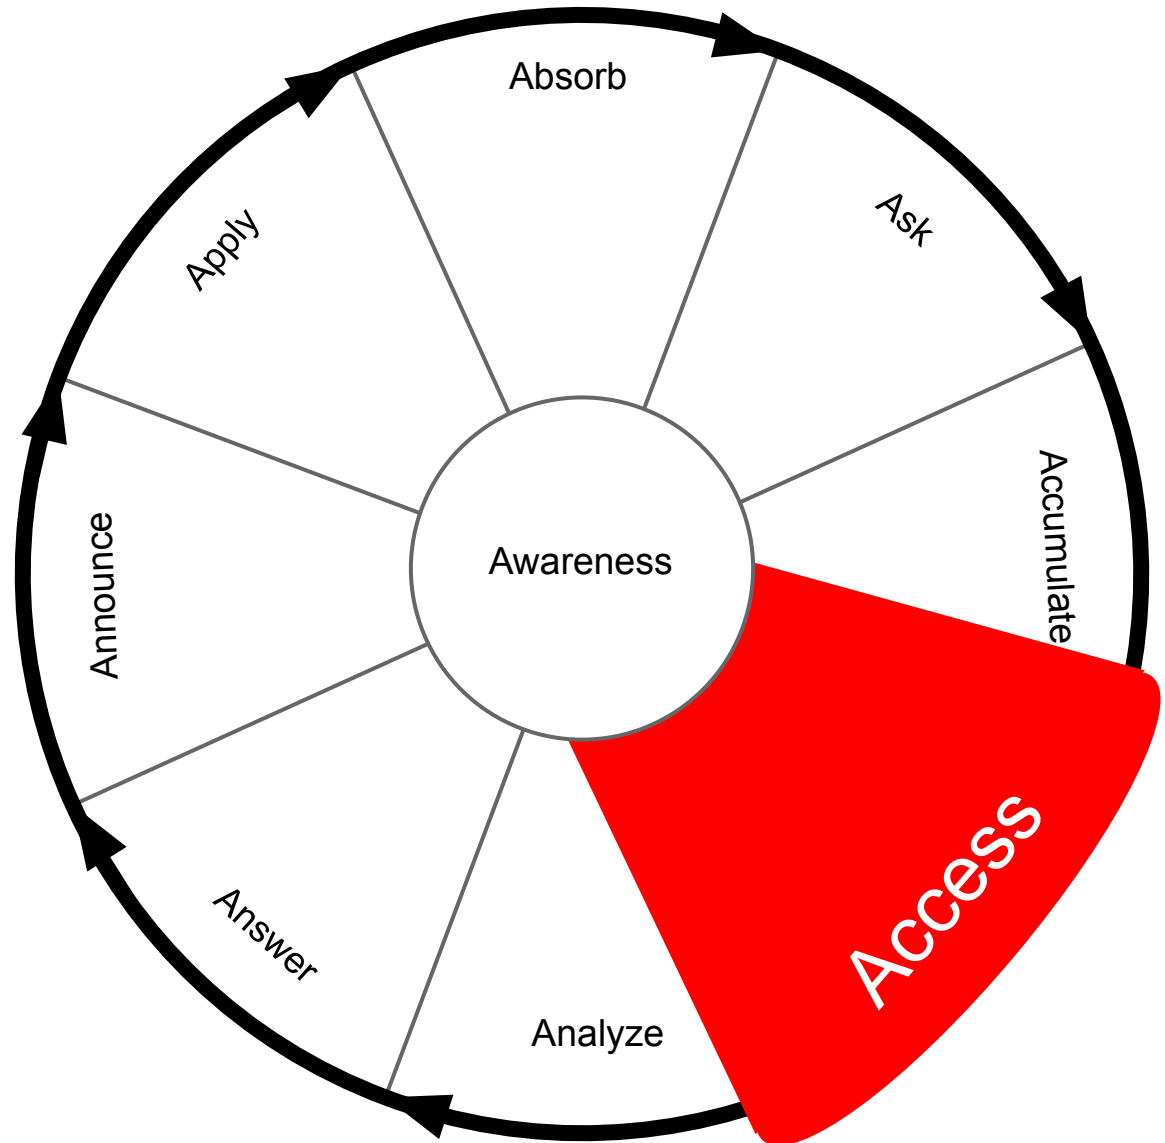 Absorb
Ask
Accumulate
Access
Analyze
Answer
Announce
Apply
Awareness